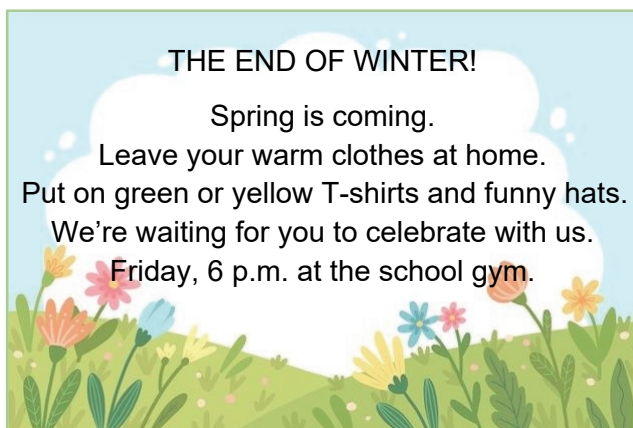 THE END OF WINTER!
Spring is coming.
Leave your warm clothes at home.
Put on green or yellow T-shirts and funny hats.
We’re waiting for you to celebrate with us.
Friday, 6 p.m. at the school gym.